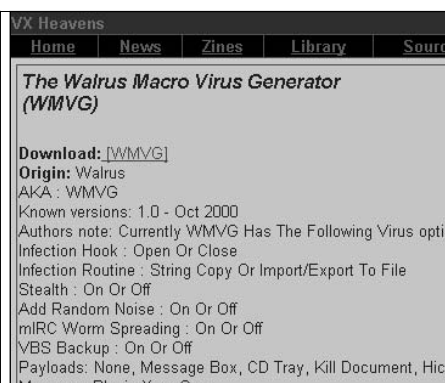 VX Heavens
Home News Zines Library
The Walrus Macro Virus Generator
(WMVG)
Download: [WMVG]
Origin: Walrus
AKA : WMVG
Known versions: 1.0 - Oct 2000
Authors note: Currently WMVG Has The Following Virus opti
Infection Hook : Open Or Close
Infection Routine : String Copy Or Import/Export To File
Stealth : On Or Off
Add Random Noise : On Or Off
mIRC Worm Spreading : On Or Off
VBS Backup : On Or Off
Payloads: None, Message Box, CD Tray, Kill Document, Hic